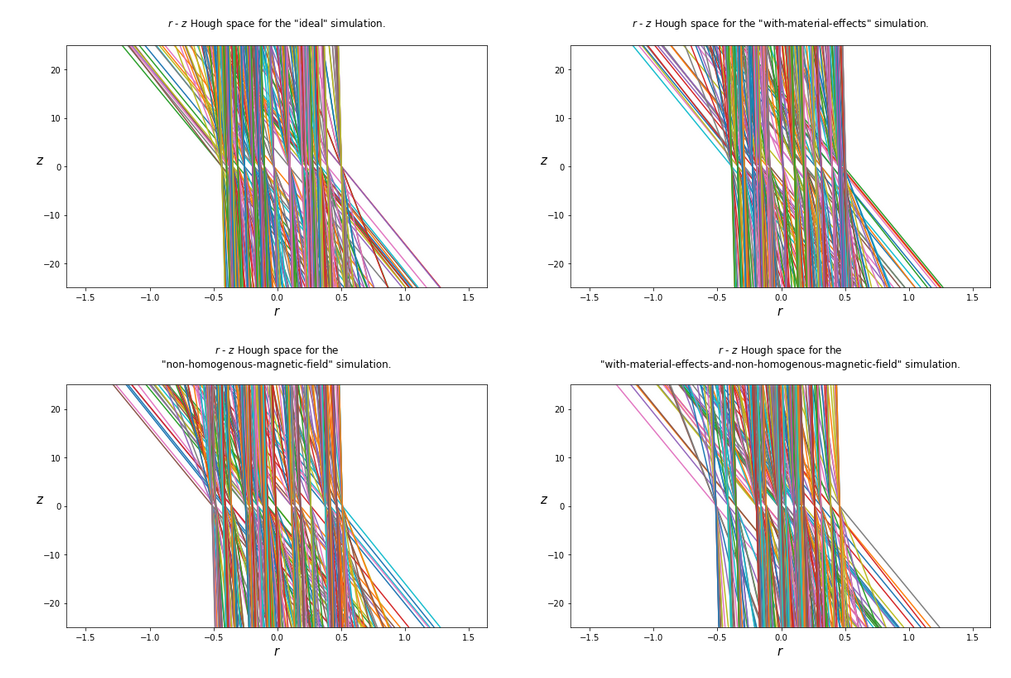 r - z Hough space for the "ideal" simulation.
20
10
0
−10
−20
z
−1.5 −1.0 −0.5 0.0 0.5 1.0 1.5
r
r - z Hough space for the "with-material-effects" simulation.
20
10
0
−10
−20
z
−1.5 −1.0 −0.5 0.0 0.5 1.0 1.5
r
r - z Hough space for the
"non-homogenous-magnetic-field" simulation.
20
10
0
−10
−20
z
−1.5 −1.0 −0.5 0.0 0.5 1.0 1.5
r
r - z Hough space for the
"with-material-effects-and-non-homogenous-magnetic-field" simulation.
20
10
0
−10
−20
z
−1.5 −1.0 −0.5 0.0 0.5 1.0 1.5
r